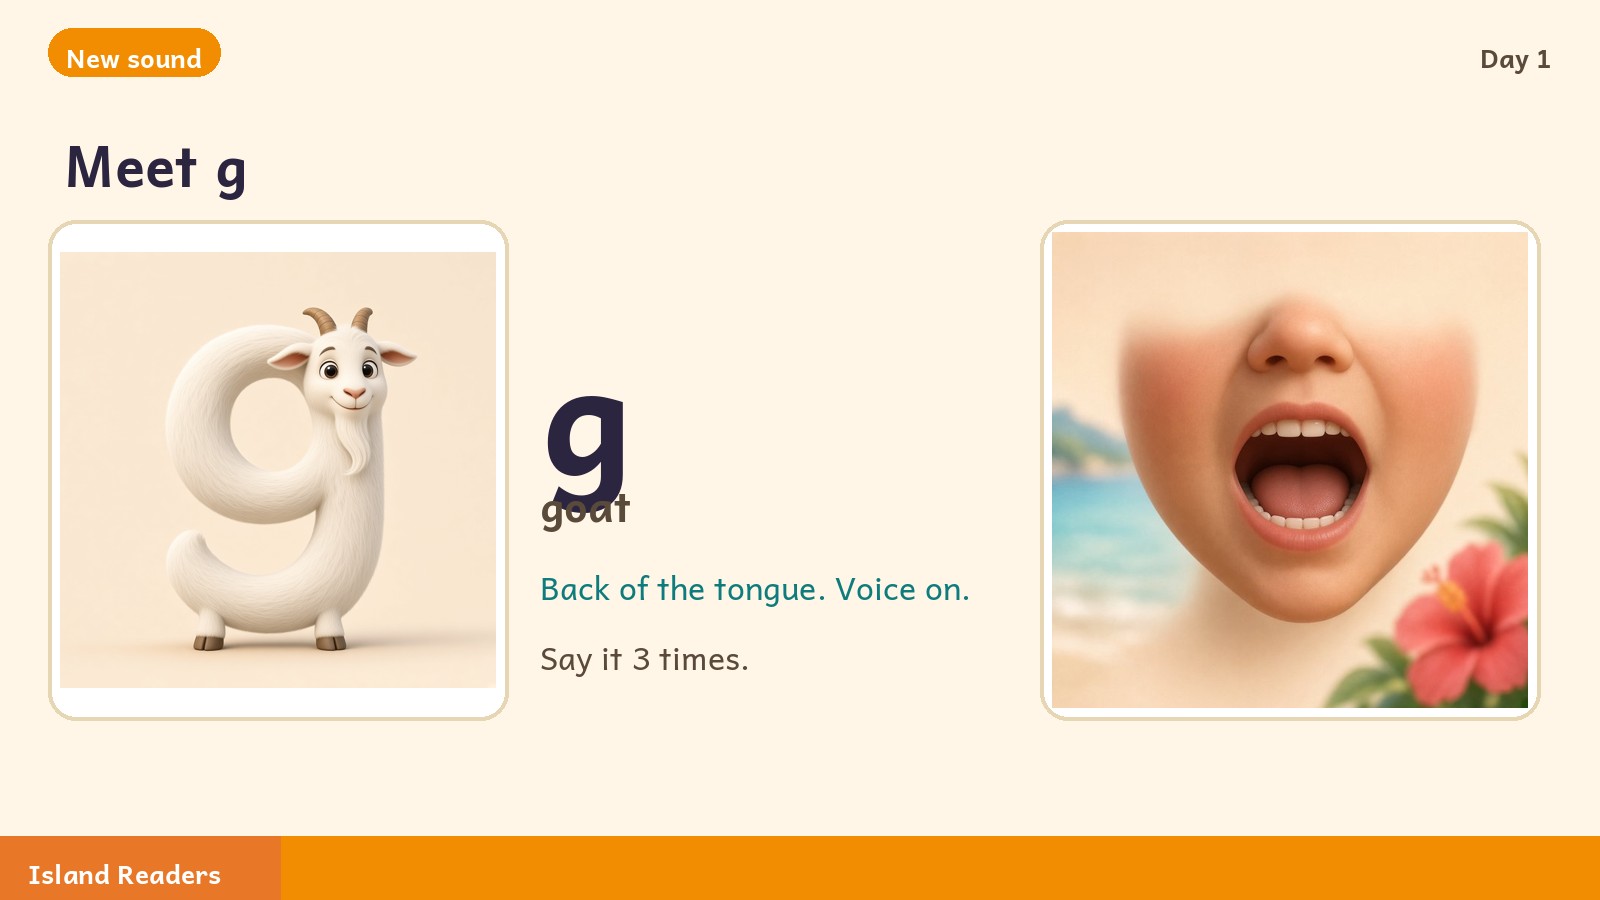 New sound
Day 1
Meet g
g
goat
Back of the tongue. Voice on.
Say it 3 times.
Island Readers